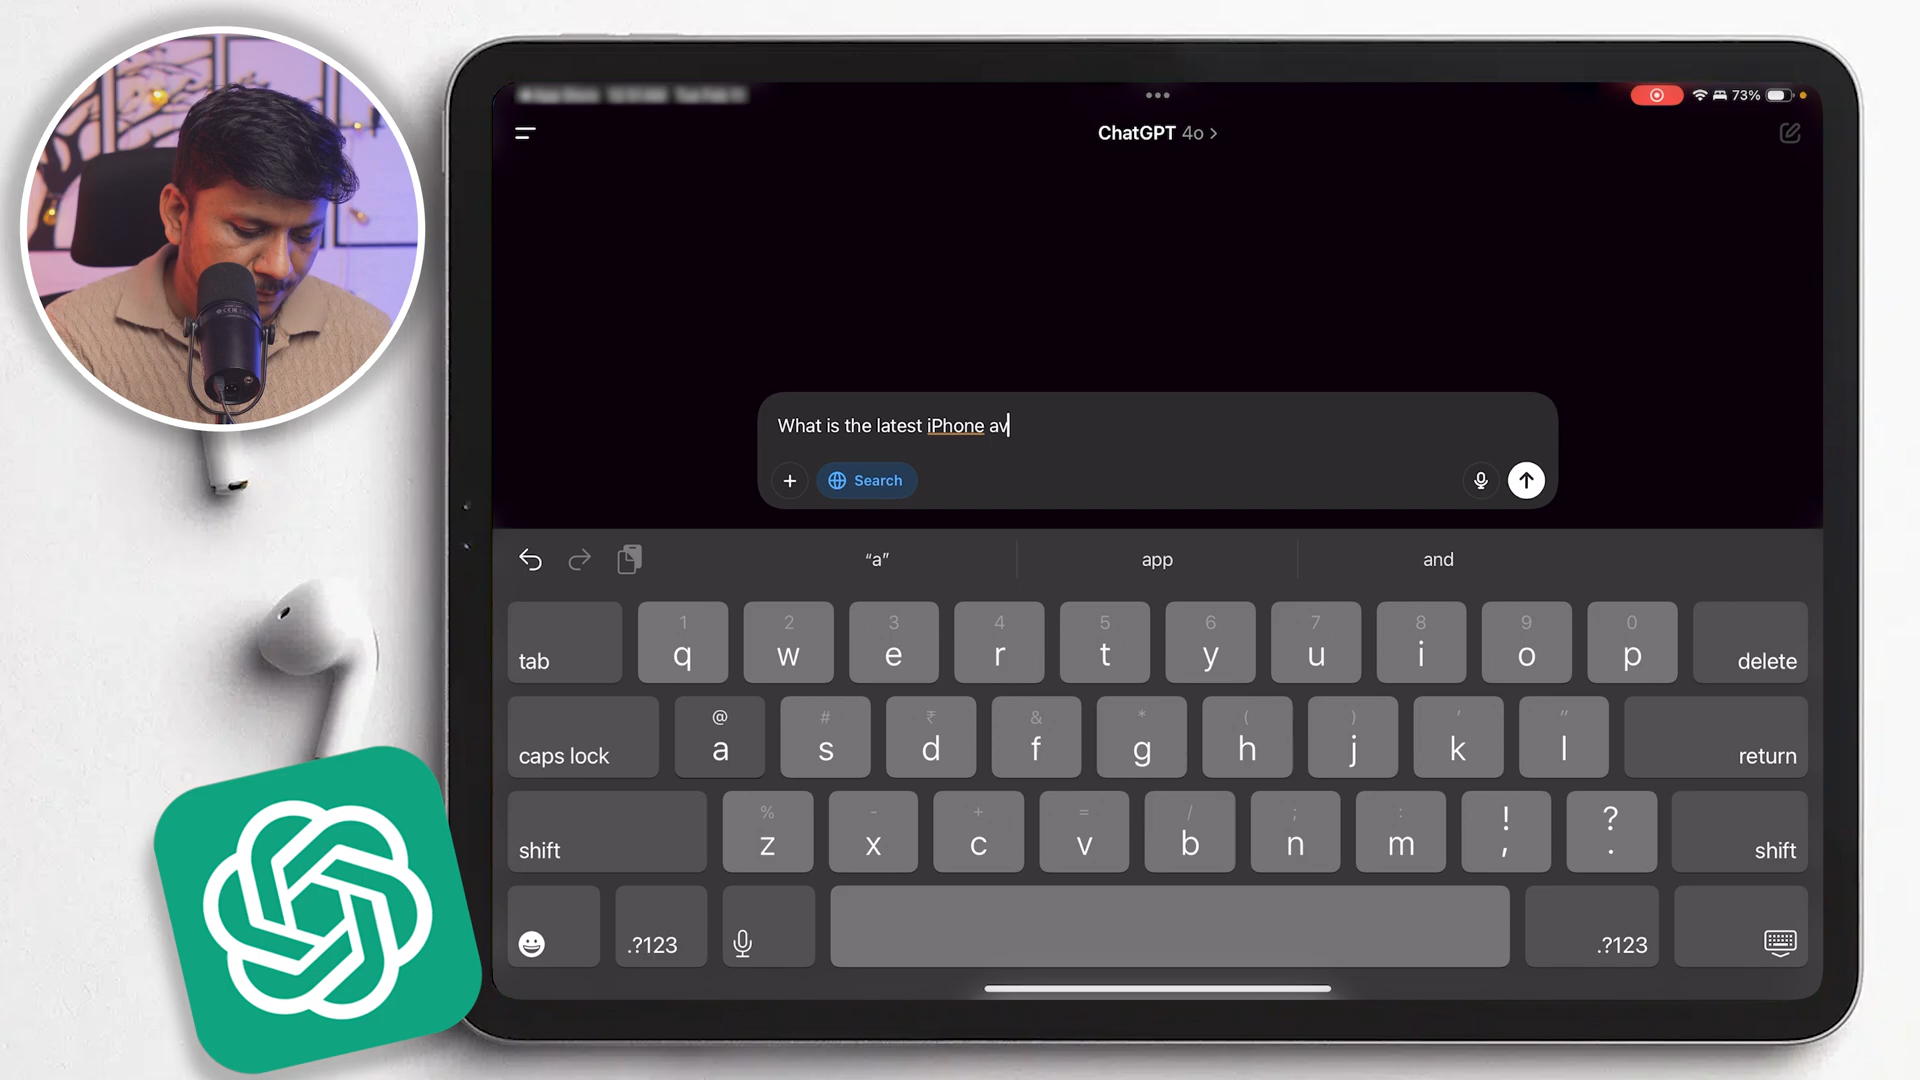 73%
ChatGPT 4o >
What is the latest iPhone av
+ Search
"a" app and
1 2 3 4 5 6 7 8 9 0
tab q w e r t y u i o p delete
@ # ₹ & * ( ) ' "
caps lock a s d f g h j k l return
% - + = / ; : ! ?
shift z x c v b n m , . shift
.?123 .?123